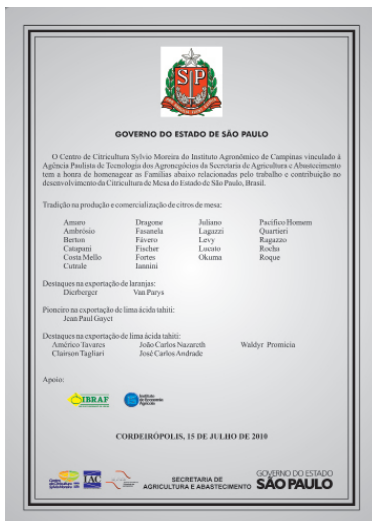 GOVERNO DO ESTADO DE SÃO PAULO
O Centro de Citricultura Sylvio Moreira do Instituto Agronômico de Campinas vinculado à
Agência Paulista de Tecnologia dos Agronegócios da Secretaria de Agricultura e Abastecimento
tem a honra de homenagear as Famílias abaixo relacionadas pelo trabalho e contribuição no
desenvolvimento da Citricultura de Mesa do Estado de São Paulo, Brasil.
Tradição na produção e comercialização de citros de mesa:
Amaro Dragone Juliano Pacífico Homem
Ambrósio Fasanela Lagazzi Quartieri
Berton Fávero Levy Ragazzo
Catapani Fischer Lucato Rocha
Costa Mello Fortes Okuma Roque
Cutrale Iannini
Destaques na exportação de laranjas:
Dierberger Van Parys
Pioneiro na exportação de lima ácida tahiti:
Jean Paul Gayet
Destaques na exportação de lima ácida tahiti:
Américo Tavares João Carlos Nazareth Waldyr Promicia
Clairson Tagliari José Carlos Andrade
Apoio:
IBRAF
Instituto de Economia Agrícola
CORDEIRÓPOLIS, 15 DE JULHO DE 2010
IAC
SECRETARIA DE
AGRICULTURA E ABASTECIMENTO
GOVERNO DO ESTADO
SÃO PAULO